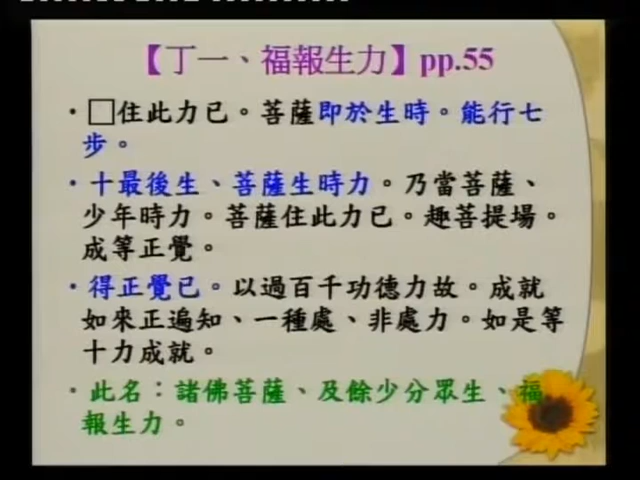 【丁一、福報生力】pp.55
·□住此力已。菩薩即於生時。能行七
步。
·十最後生、菩薩生時力。乃當菩薩、
少年時力。菩薩住此力已。趣菩提場。
成等正覺。
·得正覺已。以過百千功德力故。成就
如來正遍知、一種處、非處力。如是等
十力成就。
·此名：諸佛菩薩、及餘少分眾生、福
報生力。